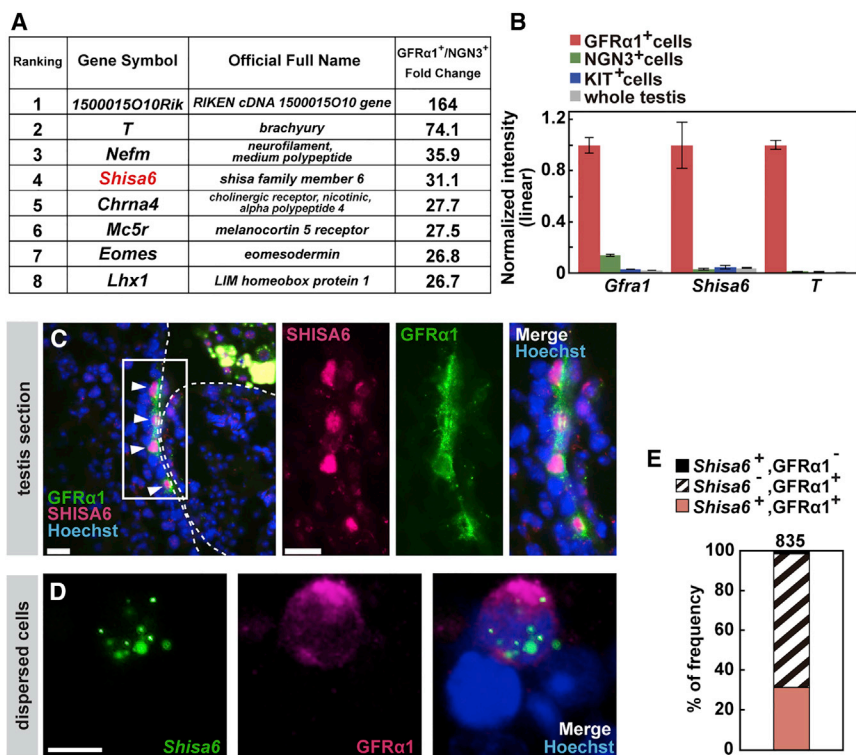 A
Ranking Gene Symbol Official Full Name GFRα1⁺/NGN3⁺
Fold Change
1 1500015O10Rik RIKEN cDNA 1500015O10 gene 164
2 T brachyury 74.1
3 Nefm neurofilament,
medium polypeptide 35.9
4 Shisa6 shisa family member 6 31.1
5 Chrna4 cholinergic receptor, nicotinic,
alpha polypeptide 4 27.7
6 Mc5r melanocortin 5 receptor 27.5
7 Eomes eomesodermin 26.8
8 Lhx1 LIM homeobox protein 1 26.7
B
GFRα1⁺cells
NGN3⁺cells
KIT⁺cells
whole testis
Normalized intensity
(linear)
1.2
0.8
0.4
0
Gfra1 Shisa6 T
testis section
C
GFRα1
SHISA6
Hoechst
SHISA6
GFRα1
Merge
Hoechst
dispersed cells
D
Shisa6
GFRα1
Merge
Hoechst
E
Shisa6⁺,GFRα1⁻
Shisa6⁻,GFRα1⁺
Shisa6⁺,GFRα1⁺
835
% of frequency
100
80
60
40
20
0